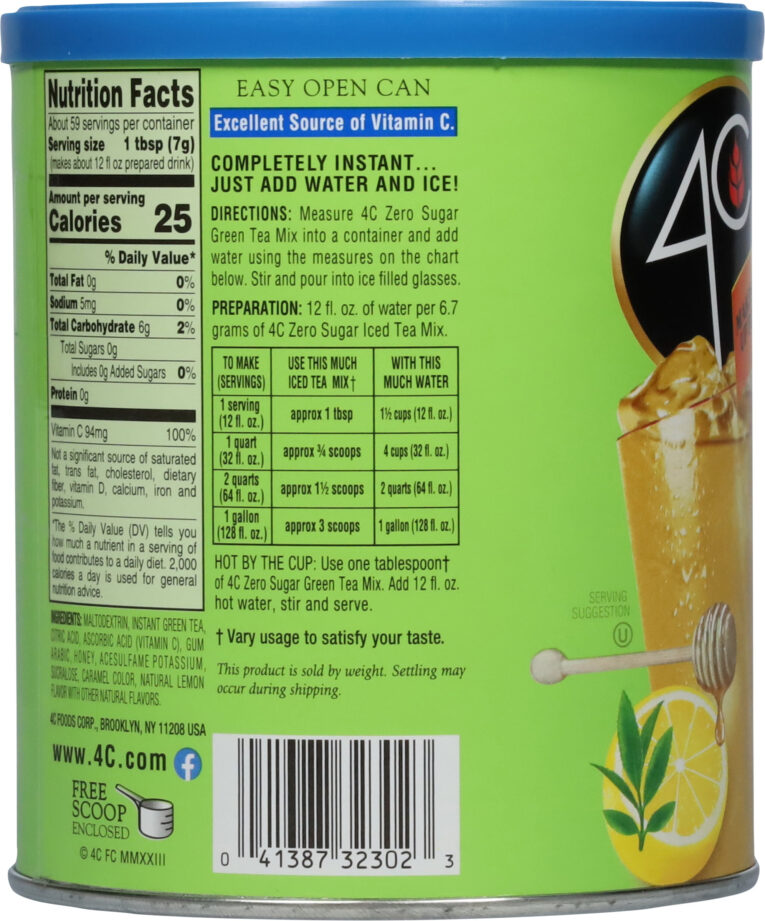 Nutrition Facts
About 59 servings per container
Serving size 1 tbsp (7g)
(makes about 12 fl oz prepared drink)
Amount per serving
Calories 25
% Daily Value*
Total Fat 0g 0%
Sodium 5mg 0%
Total Carbohydrate 6g 2%
Total Sugars 0g
Includes 0g Added Sugars 0%
Protein 0g
Vitamin C 94mg 100%
Not a significant source of saturated
fat, trans fat, cholesterol, dietary
fiber, vitamin D, calcium, iron and
potassium.
*The % Daily Value (DV) tells you
how much a nutrient in a serving of
food contributes to a daily diet. 2,000
calories a day is used for general
nutrition advice.
INGREDIENTS: MALTODEXTRIN, INSTANT GREEN TEA,
CITRIC ACID, ASCORBIC ACID (VITAMIN C), GUM
ARABIC, HONEY, ACESULFAME POTASSIUM,
SUCRALOSE, CARAMEL COLOR, NATURAL LEMON
FLAVOR WITH OTHER NATURAL FLAVORS.
4C FOODS CORP., BROOKLYN, NY 11208 USA
www.4C.com f
FREE
SCOOP
ENCLOSED
© 4C FC MMXXIII
EASY OPEN CAN
Excellent Source of Vitamin C.
COMPLETELY INSTANT...
JUST ADD WATER AND ICE!
DIRECTIONS: Measure 4C Zero Sugar
Green Tea Mix into a container and add
water using the measures on the chart
below. Stir and pour into ice filled glasses.
PREPARATION: 12 fl. oz. of water per 6.7
grams of 4C Zero Sugar Iced Tea Mix.
TO MAKE (SERVINGS) USE THIS MUCH ICED TEA MIX† WITH THIS MUCH WATER
1 serving (12 fl. oz.) approx 1 tbsp 1½ cups (12 fl. oz.)
1 quart (32 fl. oz.) approx ¾ scoops 4 cups (32 fl. oz.)
2 quarts (64 fl. oz.) approx 1½ scoops 2 quarts (64 fl. oz.)
1 gallon (128 fl. oz.) approx 3 scoops 1 gallon (128 fl. oz.)
HOT BY THE CUP: Use one tablespoon†
of 4C Zero Sugar Green Tea Mix. Add 12 fl. oz.
hot water, stir and serve.
† Vary usage to satisfy your taste.
This product is sold by weight. Settling may
occur during shipping.
0 41387 32302 3
4C
SERVING
SUGGESTION
U